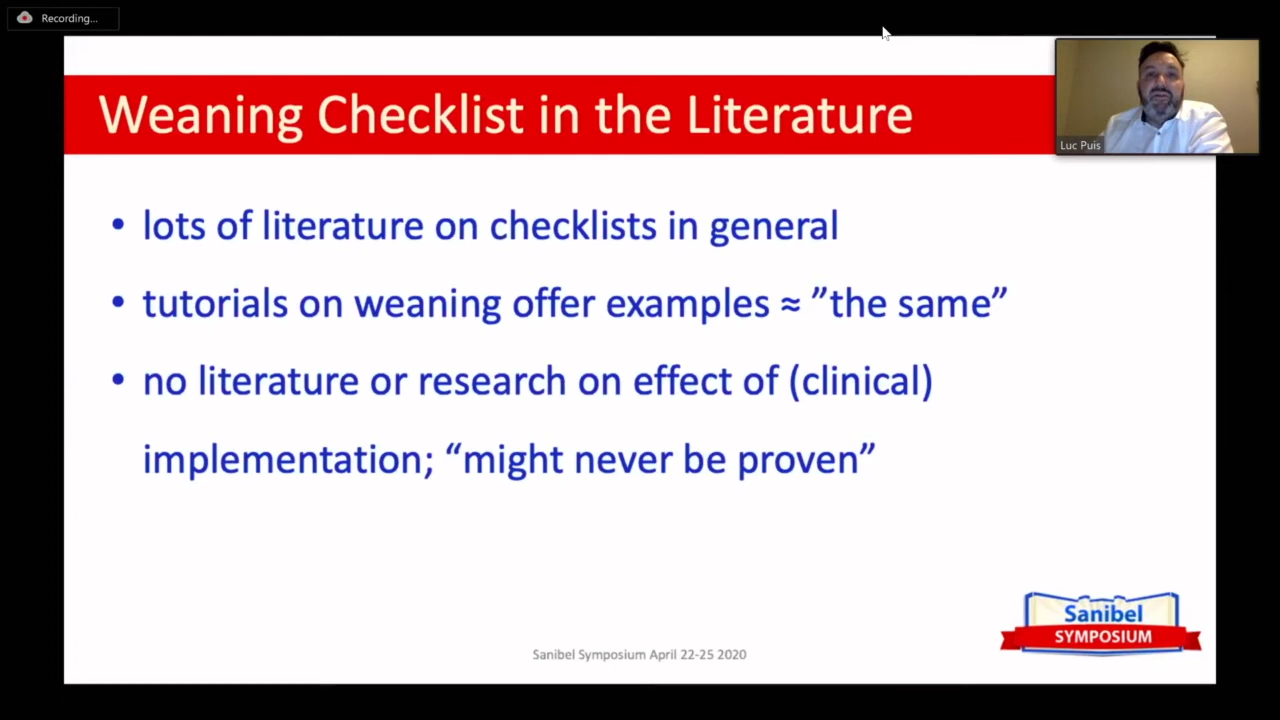 Recording...
Weaning Checklist in the Literature
Luc Puis
• lots of literature on checklists in general
• tutorials on weaning offer examples ≈ ”the same”
• no literature or research on effect of (clinical)
implementation; “might never be proven”
Sanibel
SYMPOSIUM
Sanibel Symposium April 22-25 2020